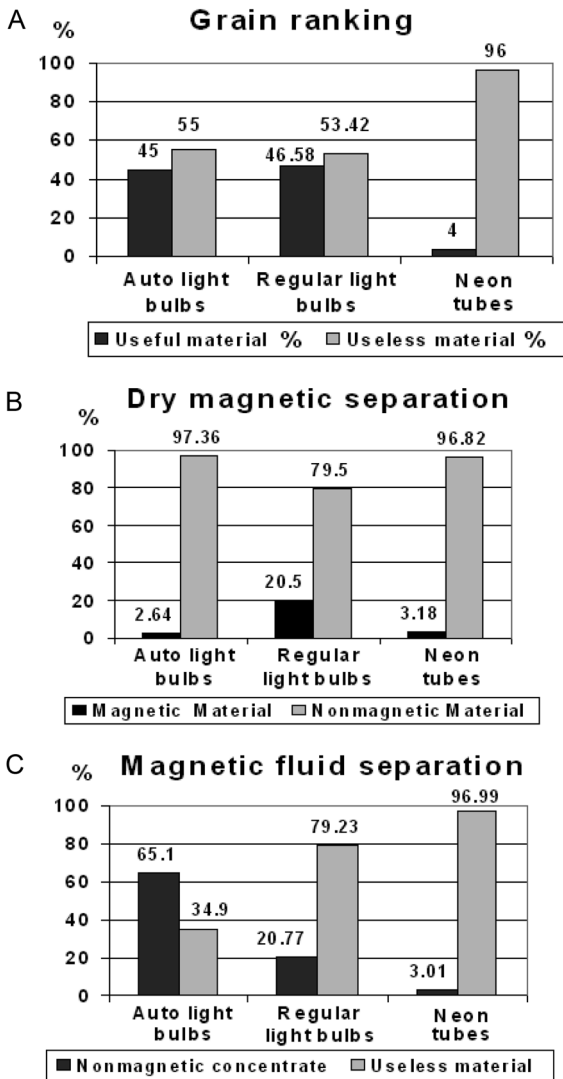 A
Grain ranking
%
96
100
80
55
53.42
60
45
46.58
40
20
4
0
Auto light bulbs
Regular light bulbs
Neon tubes
Useful material %
Useless material %
B
Dry magnetic separation
%
97.36
96.82
100
79.5
80
60
40
20.5
20
2.64
3.18
0
Auto light bulbs
Regular light bulbs
Neon tubes
Magnetic Material
Nonmagnetic Material
C
Magnetic fluid separation
%
96.99
100
79.23
80
65.1
60
34.9
40
20.77
20
3.01
0
Auto light bulbs
Regular light bulbs
Neon tubes
Nonmagnetic concentrate
Useless material